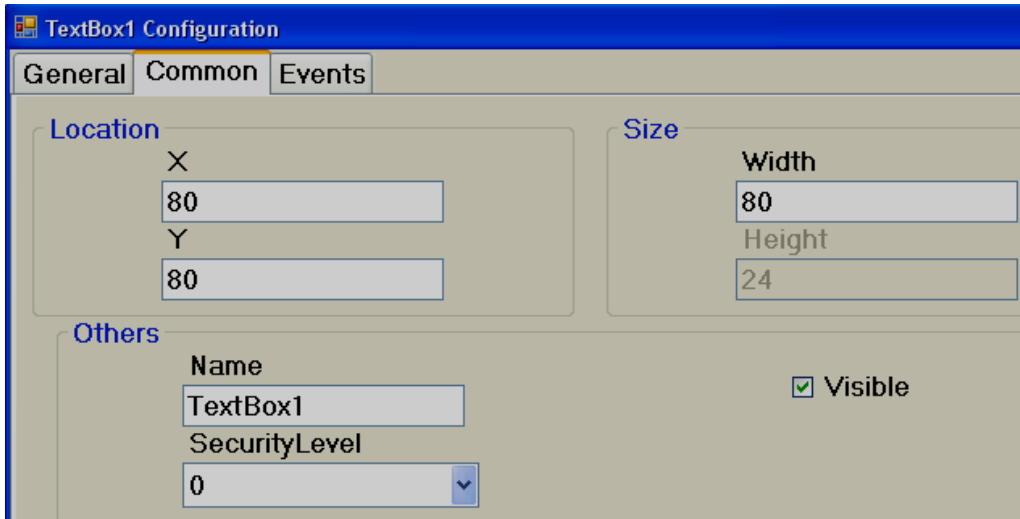 TextBox1 Configuration
General Common Events
Location
X
80
Y
80
Size
Width
80
Height
24
Others
Name
TextBox1
SecurityLevel
0
Visible